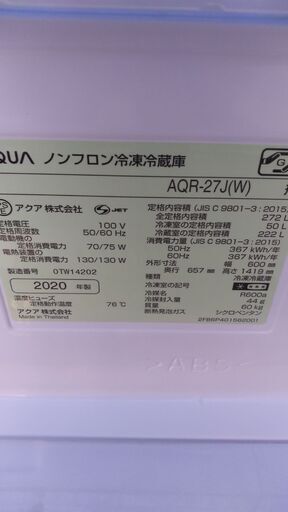 QUA ノンフロン冷凍冷蔵庫
AQR-27J(W)
アクア株式会社 JET
定格電圧 100 V
定格周波数 50/60 Hz
電動機の
定格消費電力 70/75 W
電熱装置の
定格消費電力 130/130 W
製造番号 0TW14202
2020 年製
温度ヒューズ
定格動作温度 76℃
アクア株式会社
Made in Thailand
定格内容積(JIS C 9801-3:2015)
全定格内容積 272 L
冷凍室の定格内容積 50 L
冷蔵室の定格内容積 222 L
消費電力量(JIS C 9801-3:2015)
50Hz 367 kWh/年
60Hz 367 kWh/年
外形寸法 幅 600 mm
奥行 657 mm 高さ 1419 mm
種類 冷凍冷蔵庫
冷凍室の記号
冷媒名 R600a
冷媒封入量 44 g
質量 60 kg
断熱発泡ガス シクロペンタン
>ABS<